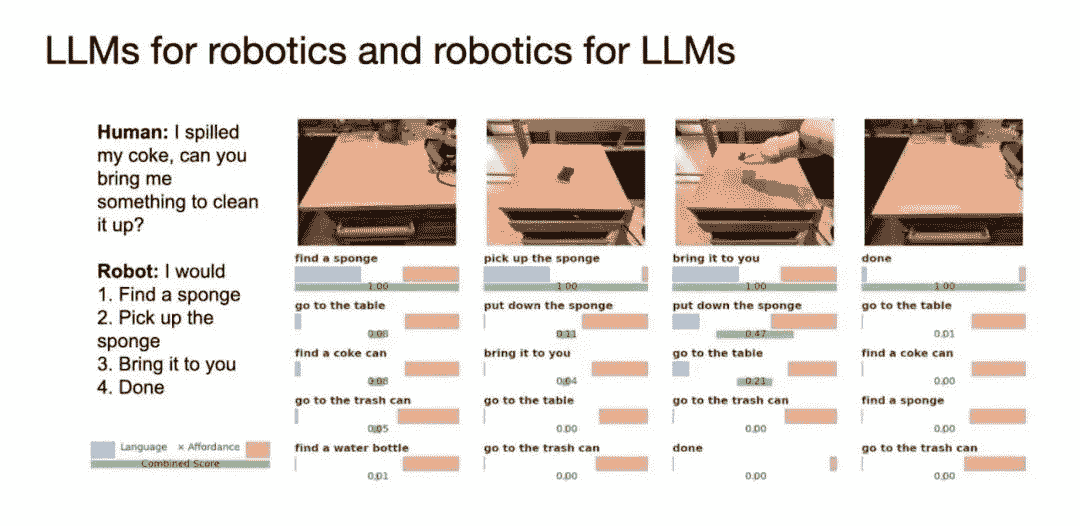 LLMs for robotics and robotics for LLMs
Human: I spilled
my coke, can you
bring me
something to clean
it up?
Robot: I would
1. Find a sponge
2. Pick up the
sponge
3. Bring it to you
4. Done
Language × Affordance
Combined Score
find a sponge
1.00
go to the table
0.08
find a coke can
0.08
go to the trash can
0.05
find a water bottle
0.01
pick up the sponge
1.00
put down the sponge
0.11
bring it to you
0.04
go to the table
0.00
go to the trash can
0.00
bring it to you
1.00
put down the sponge
0.47
go to the table
0.21
go to the trash can
0.00
done
0.00
done
1.00
go to the table
0.01
find a coke can
0.00
find a sponge
0.00
go to the trash can
0.00